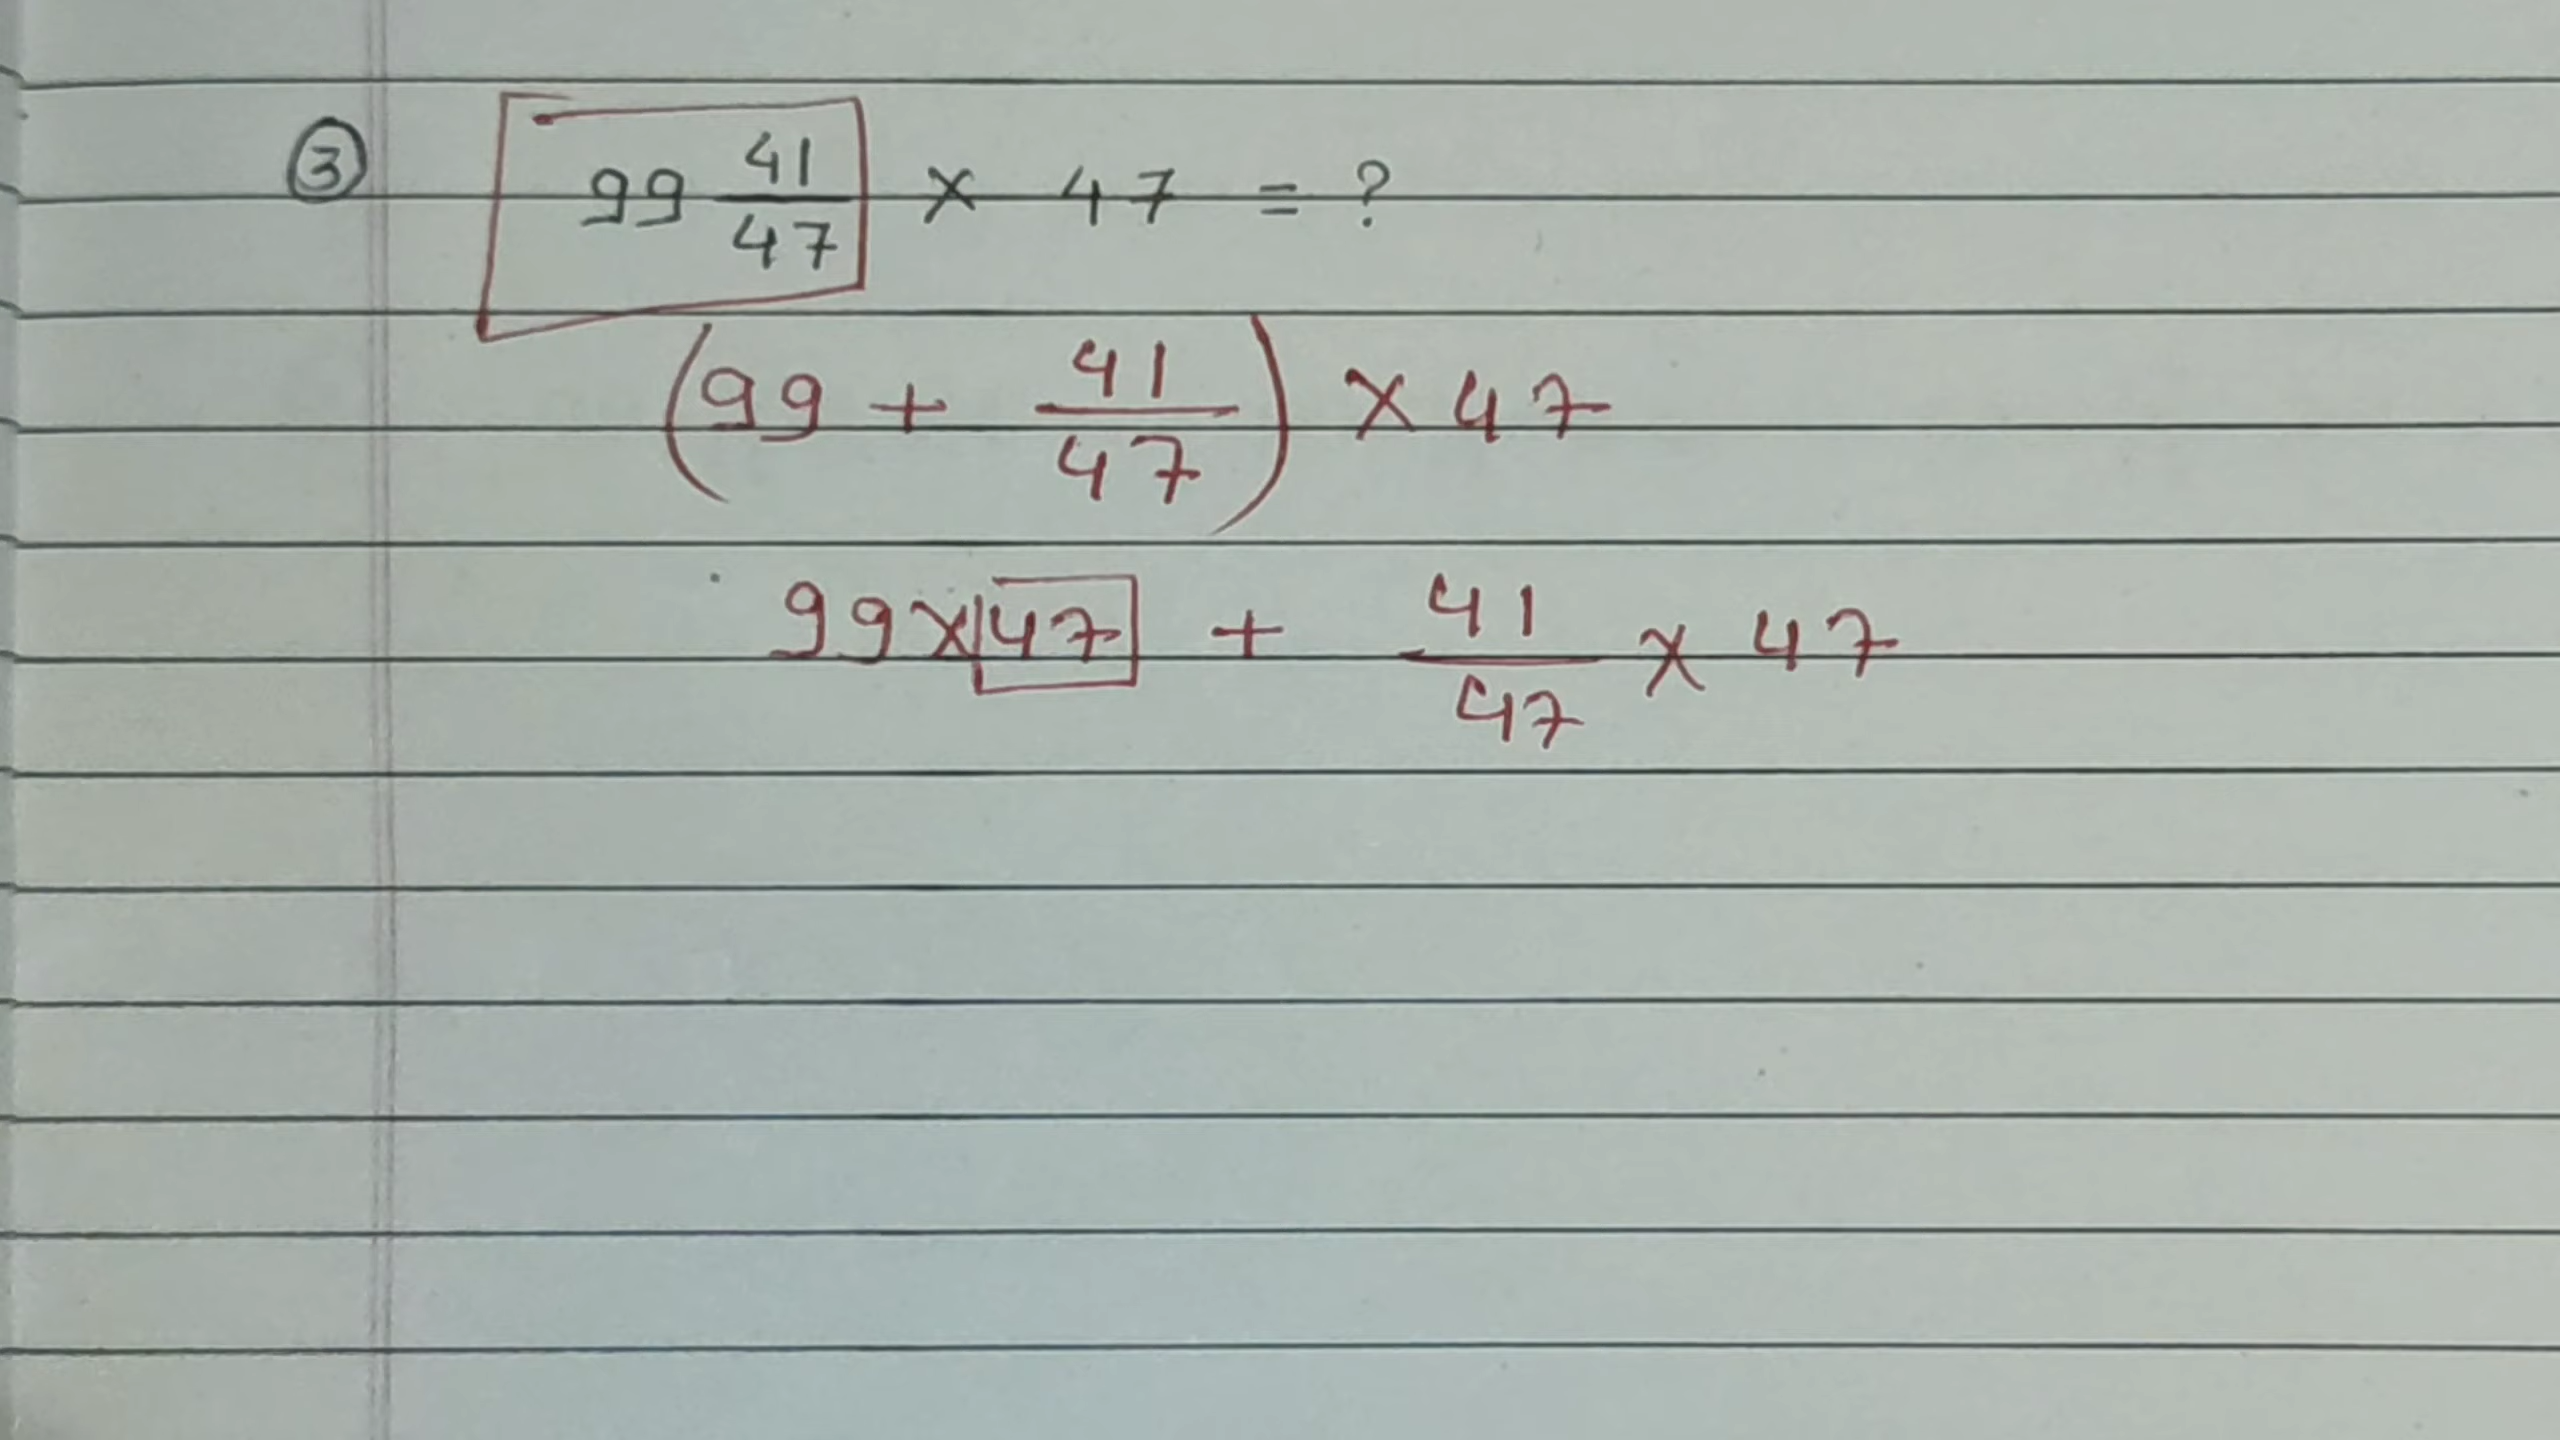 ③ 99 41/47 × 47 = ?
(99 + 41/47) × 47
99 × 47 + 41/47 × 47